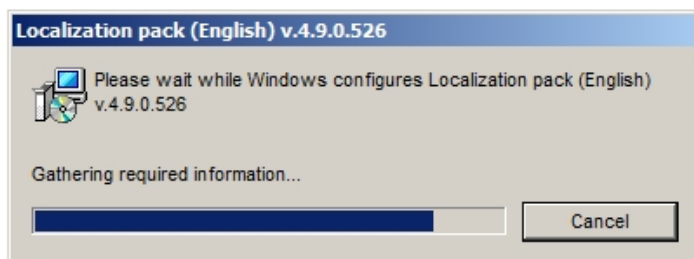 Localization pack (English) v.4.9.0.526
Please wait while Windows configures Localization pack (English)
v.4.9.0.526
Gathering required information...
Cancel